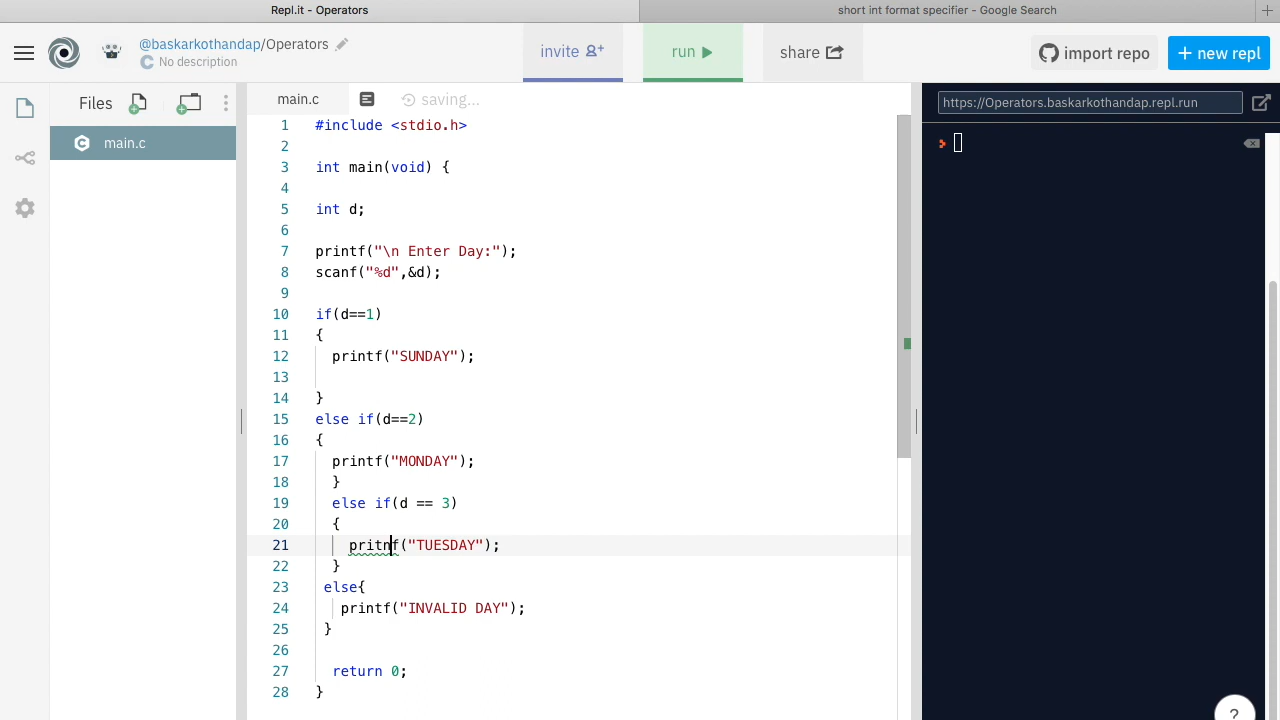 Repl.it - Operators
short int format specifier - Google Search
@baskarkothandap/Operators
No description
invite
run
share
import repo
+ new repl
Files
main.c
saving...
https://Operators.baskarkothandap.repl.run
main.c
1 #include <stdio.h>
2
3 int main(void) {
4
5 int d;
6
7 printf("\n Enter Day:");
8 scanf("%d",&d);
9
10 if(d==1)
11 {
12 printf("SUNDAY");
13
14 }
15 else if(d==2)
16 {
17 printf("MONDAY");
18 }
19 else if(d == 3)
20 {
21 pritnf("TUESDAY");
22 }
23 else{
24 printf("INVALID DAY");
25 }
26
27 return 0;
28 }
?